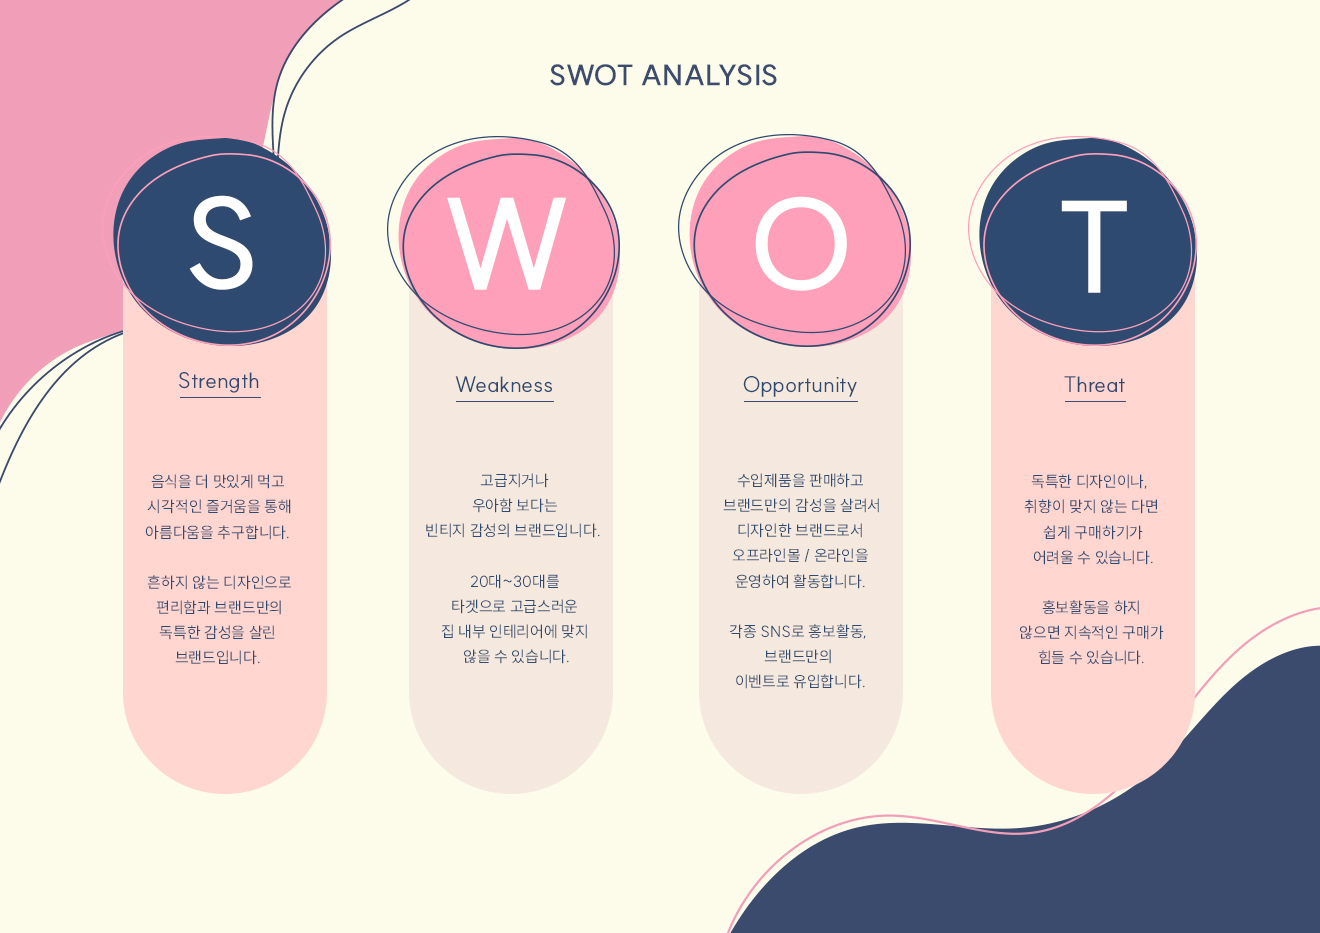 SWOT ANALYSIS
S
Strength
음식을 더 맛있게 먹고
시각적인 즐거움을 통해
아름다움을 추구합니다.
흔하지 않는 디자인으로
편리함과 브랜드만의
독특한 감성을 살린
브랜드입니다.
W
Weakness
고급지거나
우아함 보다는
빈티지 감성의 브랜드입니다.
20대~30대를
타겟으로 고급스러운
집 내부 인테리어에 맞지
않을 수 있습니다.
O
Opportunity
수입제품을 판매하고
브랜드만의 감성을 살려서
디자인한 브랜드로서
오프라인몰 / 온라인을
운영하여 활동합니다.
각종 SNS로 홍보활동,
브랜드만의
이벤트로 유입합니다.
T
Threat
독특한 디자인이나,
취향이 맞지 않는 다면
쉽게 구매하기가
어려울 수 있습니다.
홍보활동을 하지
않으면 지속적인 구매가
힘들 수 있습니다.